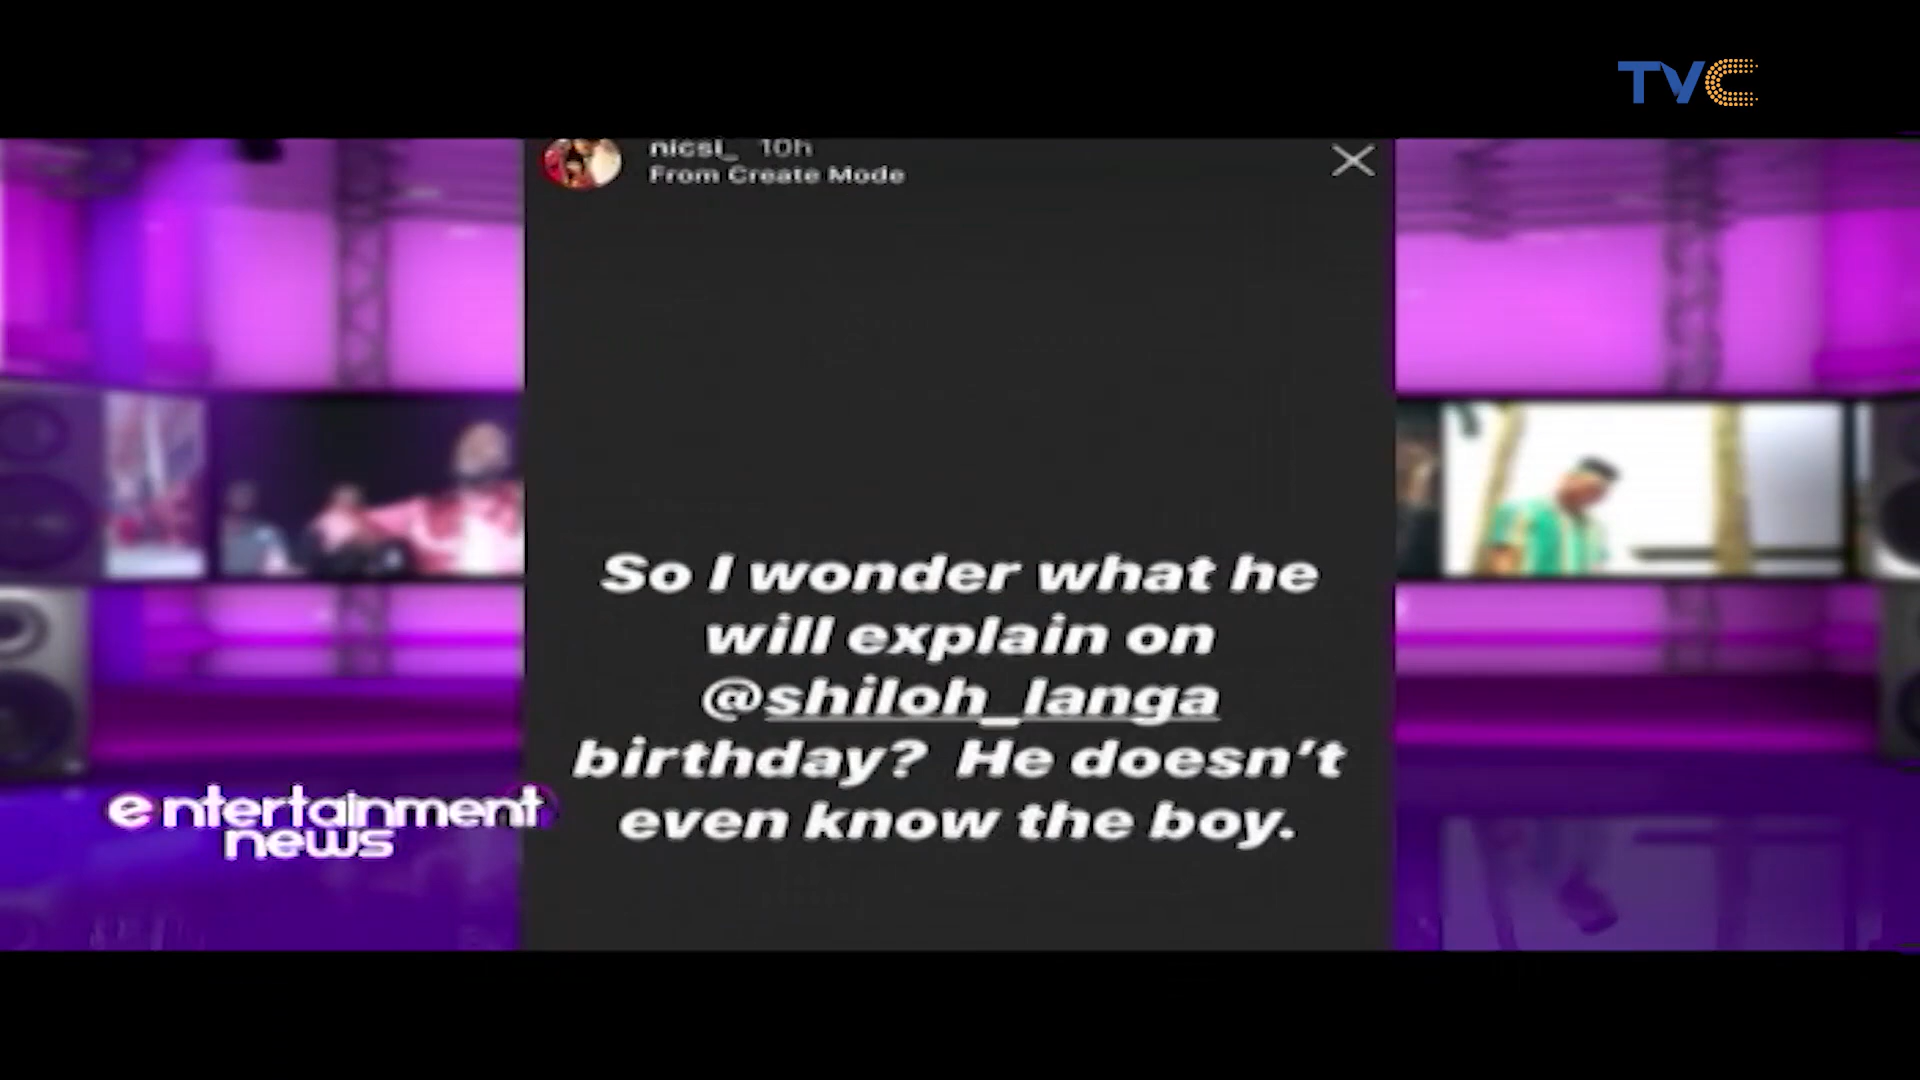 TVC
nicsi_ 10h
From Create Mode
So I wonder what he
will explain on
@shiloh_langa
birthday? He doesn't
even know the boy.
entertainment
news